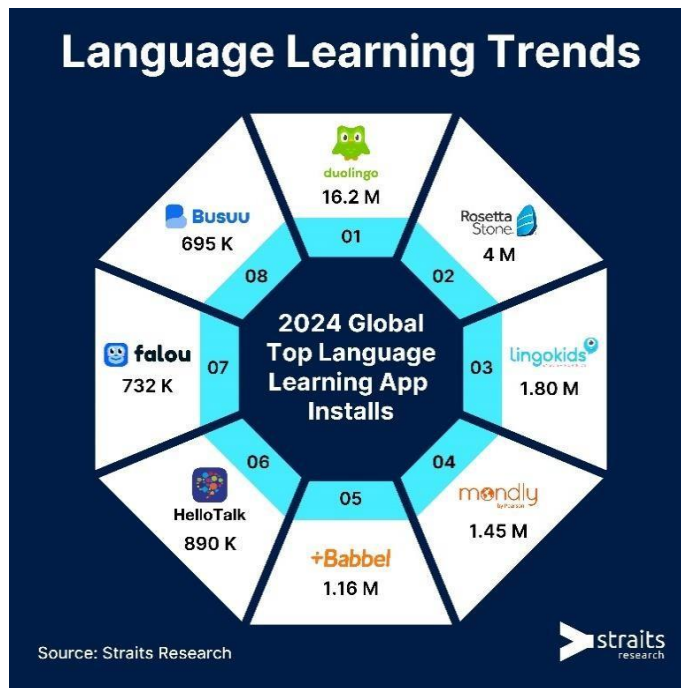 Language Learning Trends
duolingo
16.2 M
01
Rosetta
Stone
4 M
02
lingokids
1.80 M
03
mondly
by Pearson
1.45 M
04
+Babbel
1.16 M
05
HelloTalk
890 K
06
falou
732 K
07
Busuu
695 K
08
2024 Global
Top Language
Learning App
Installs
Source: Straits Research
straits
research